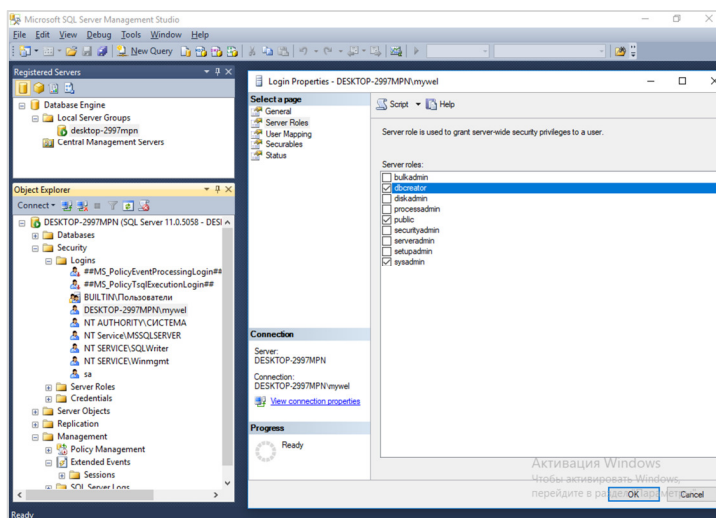 Microsoft SQL Server Management Studio
File Edit View Debug Tools Window Help
New Query
Registered Servers
Database Engine
Local Server Groups
desktop-2997mpn
Central Management Servers
Object Explorer
Connect
DESKTOP-2997MPN (SQL Server 11.0.5058 - DESI
Databases
Security
Logins
##MS_PolicyEventProcessingLogin##
##MS_PolicyTsqlExecutionLogin##
BUILTIN\Пользователи
DESKTOP-2997MPN\mywel
NT AUTHORITY\СИСТЕМА
NT Service\MSSQLSERVER
NT SERVICE\SQLWriter
NT SERVICE\Winmgmt
sa
Server Roles
Credentials
Server Objects
Replication
Management
Policy Management
Extended Events
Sessions
SQL Server Logs
Ready
Login Properties - DESKTOP-2997MPN\mywel
Select a page
General
Server Roles
User Mapping
Securables
Status
Connection
Server:
DESKTOP-2997MPN
Connection:
DESKTOP-2997MPN\mywel
View connection properties
Progress
Ready
Script Help
Server role is used to grant server-wide security privileges to a user.
Server roles:
bulkadmin
dbcreator
diskadmin
processadmin
public
securityadmin
serveradmin
setupadmin
sysadmin
Активация Windows
Чтобы активировать Windows,
перейдите в раздел
OK Cancel